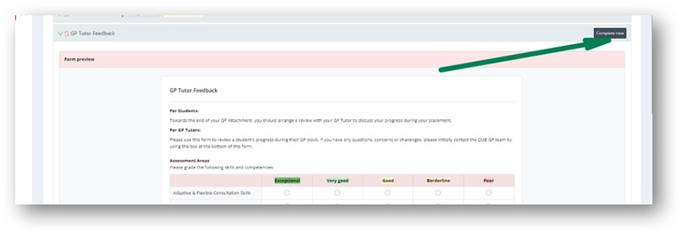 GP Tutor Feedback
Complete now
Form preview
GP Tutor Feedback
For Students:
Towards the end of your GP Attachment, you should arrange a review with your GP Tutor to discuss your progress during your placement.
For GP Tutors:
Please use this form to review a student's progress during their GP block. If you have any questions, concerns or challenges, please initially contact the QUB GP team by
using the box at the bottom of this form.
Assessment Areas
Please grade the following skills and competencies
Exceptional Very good Good Borderline Poor
Adaptive & Flexible Consultation Skills